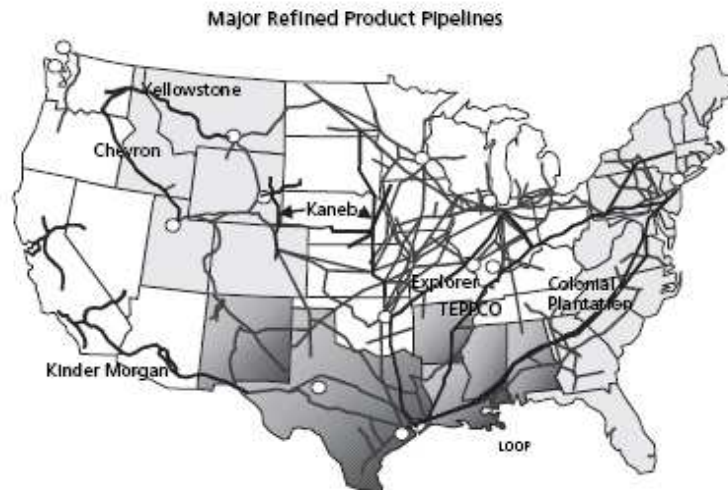 Major Refined Product Pipelines
Yellowstone
Chevron
Kaneb
Explorer
TEPPCO
Colonial
Plantation
Kinder Morgan
LOOP